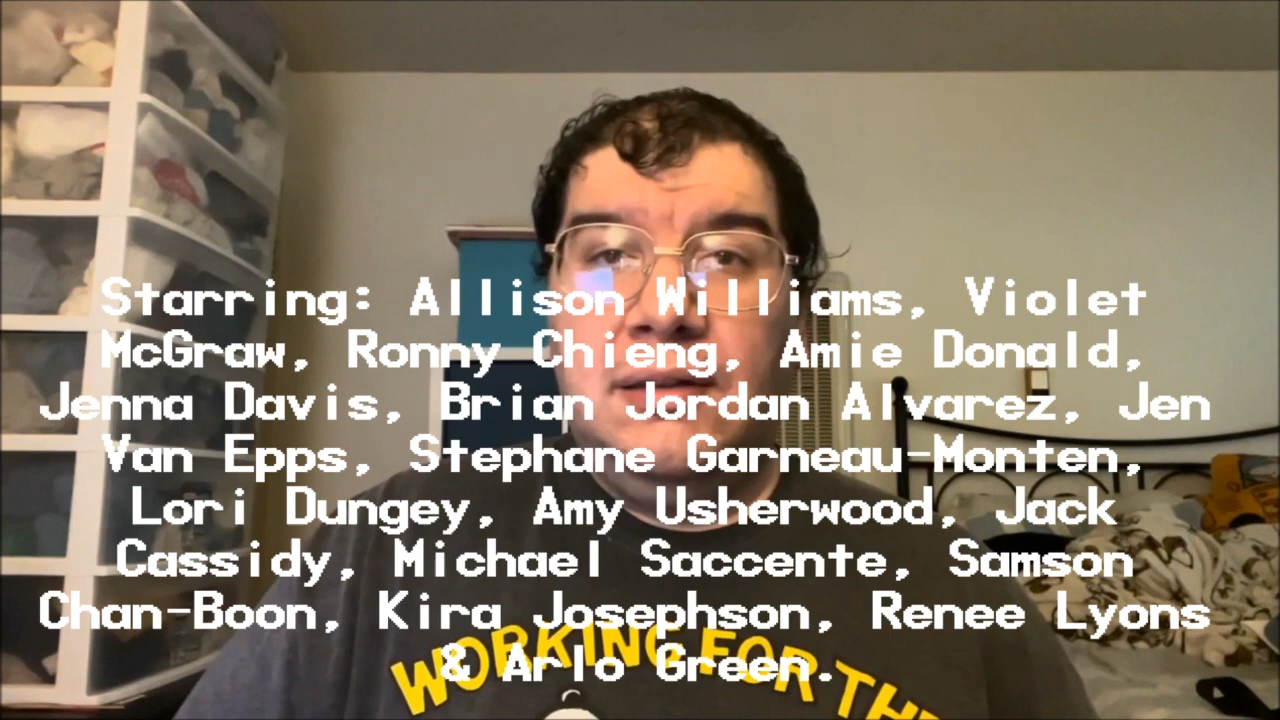 Starring: Allison Williams, Violet
McGraw, Ronny Chieng, Amie Donald,
Jenna Davis, Brian Jordan Alvarez, Jen
Van Epps, Stephane Garneau-Monten,
Lori Dungey, Amy Usherwood, Jack
Cassidy, Michael Saccente, Samson
Chan-Boon, Kira Josephson, Renee Lyons
& Arlo Green.
WORKING FOR THE